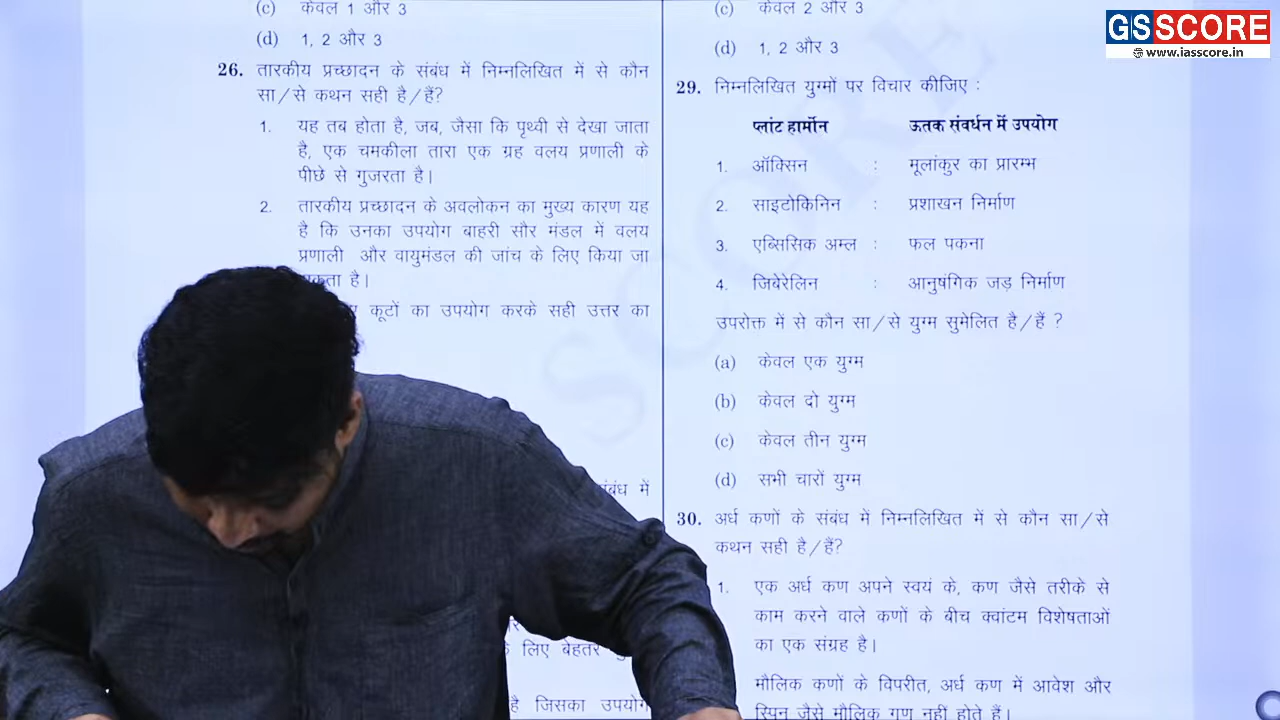 (c) केवल 1 और 3
(d) 1, 2 और 3
26. तारकीय प्रच्छादन के संबंध में निम्नलिखित में से कौन
सा/से कथन सही है/हैं?
1. यह तब होता है, जब, जैसा कि पृथ्वी से देखा जाता
है, एक चमकीला तारा एक ग्रह वलय प्रणाली के
पीछे से गुजरता है।
2. तारकीय प्रच्छादन के अवलोकन का मुख्य कारण यह
है कि उनका उपयोग बाहरी सौर मंडल में वलय
प्रणाली और वायुमंडल की जांच के लिए किया जा
है।
कूटों का उपयोग करके सही उत्तर का
में
लिए बेहतर
है जिसका उपयोग
(c) केवल 2 और 3
(d) 1, 2 और 3
29. निम्नलिखित युग्मों पर विचार कीजिए :
प्लांट हार्मोन ऊतक संवर्धन में उपयोग
1. ऑक्सिन : मूलांकुर का प्रारम्भ
2. साइटोकिनिन : प्रशाखन निर्माण
3. एब्सिसिक अम्ल : फल पकना
4. जिबेरेलिन : आनुषंगिक जड़ निर्माण
उपरोक्त में से कौन सा/से युग्म सुमेलित है/हैं ?
(a) केवल एक युग्म
(b) केवल दो युग्म
(c) केवल तीन युग्म
(d) सभी चारों युग्म
30. अर्ध कणों के संबंध में निम्नलिखित में से कौन सा/से
कथन सही है/हैं?
1. एक अर्ध कण अपने स्वयं के, कण जैसे तरीके से
काम करने वाले कणों के बीच क्वांटम विशेषताओं
का एक संग्रह है।
मौलिक कणों के विपरीत, अर्ध कण में आवेश और
स्पिन जैसे मौलिक गुण नहीं होते हैं।
GSSCORE
www.iasscore.in
SCORE